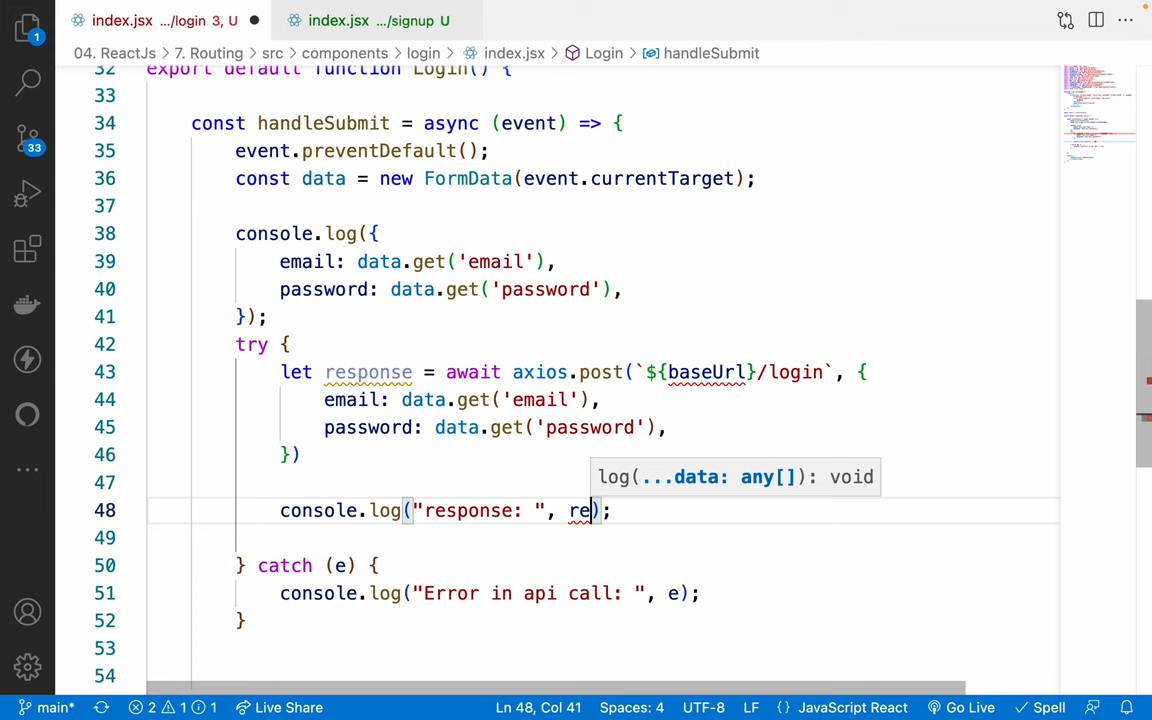 index.jsx .../login 3, U
index.jsx .../signup U
04. ReactJs > 7. Routing > src > components > login > index.jsx > Login > handleSubmit
1
33
32 export default function Login() {
33
34 const handleSubmit = async (event) => {
35 event.preventDefault();
36 const data = new FormData(event.currentTarget);
37
38 console.log({
39 email: data.get('email'),
40 password: data.get('password'),
41 });
42 try {
43 let response = await axios.post(`${baseUrl}/login`, {
44 email: data.get('email'),
45 password: data.get('password'),
46 })
47
log(...data: any[]): void
48 console.log("response: ", re);
49
50 } catch (e) {
51 console.log("Error in api call: ", e);
52 }
53
54
main* 2 1 1 Live Share Ln 48, Col 41 Spaces: 4 UTF-8 LF {} JavaScript React Go Live Spell